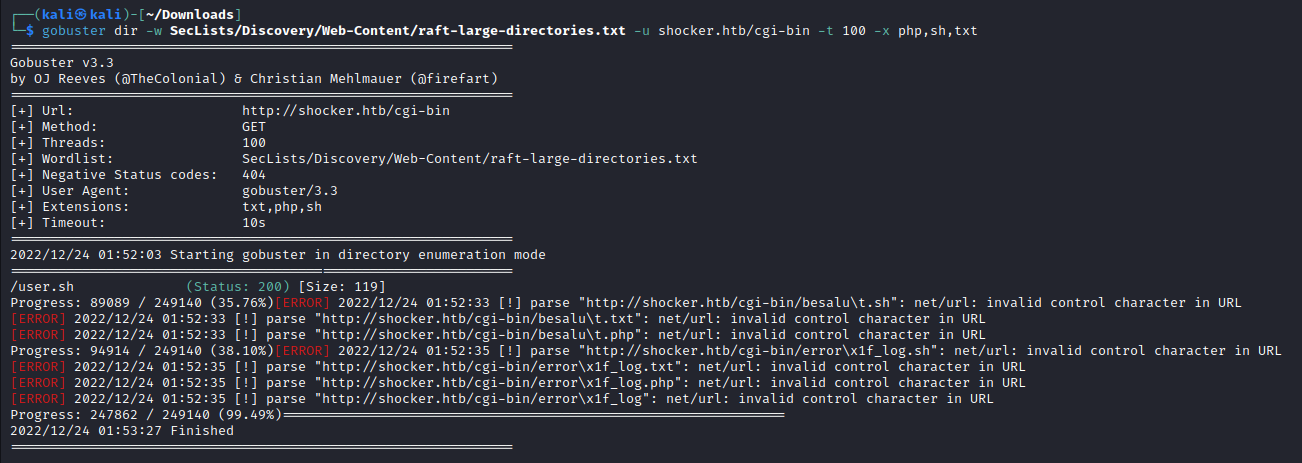 ┌──(kali㉿kali)-[~/Downloads]
└─$ gobuster dir -w SecLists/Discovery/Web-Content/raft-large-directories.txt -u shocker.htb/cgi-bin -t 100 -x php,sh,txt
===============================================================
Gobuster v3.3
by OJ Reeves (@TheColonial) & Christian Mehlmauer (@firefart)
===============================================================
[+] Url:                     http://shocker.htb/cgi-bin
[+] Method:                  GET
[+] Threads:                 100
[+] Wordlist:                SecLists/Discovery/Web-Content/raft-large-directories.txt
[+] Negative Status codes:   404
[+] User Agent:              gobuster/3.3
[+] Extensions:              txt,php,sh
[+] Timeout:                 10s
===============================================================
2022/12/24 01:52:03 Starting gobuster in directory enumeration mode
===============================================================
/user.sh              (Status: 200) [Size: 119]
Progress: 89089 / 249140 (35.76%)[ERROR] 2022/12/24 01:52:33 [!] parse "http://shocker.htb/cgi-bin/besalu\t.sh": net/url: invalid control character in URL
[ERROR] 2022/12/24 01:52:33 [!] parse "http://shocker.htb/cgi-bin/besalu\t.txt": net/url: invalid control character in URL
[ERROR] 2022/12/24 01:52:33 [!] parse "http://shocker.htb/cgi-bin/besalu\t.php": net/url: invalid control character in URL
Progress: 94914 / 249140 (38.10%)[ERROR] 2022/12/24 01:52:35 [!] parse "http://shocker.htb/cgi-bin/error\x1f_log.sh": net/url: invalid control character in URL
[ERROR] 2022/12/24 01:52:35 [!] parse "http://shocker.htb/cgi-bin/error\x1f_log.txt": net/url: invalid control character in URL
[ERROR] 2022/12/24 01:52:35 [!] parse "http://shocker.htb/cgi-bin/error\x1f_log.php": net/url: invalid control character in URL
[ERROR] 2022/12/24 01:52:35 [!] parse "http://shocker.htb/cgi-bin/error\x1f_log": net/url: invalid control character in URL
Progress: 247862 / 249140 (99.49%)===============================================================
2022/12/24 01:53:27 Finished
===============================================================